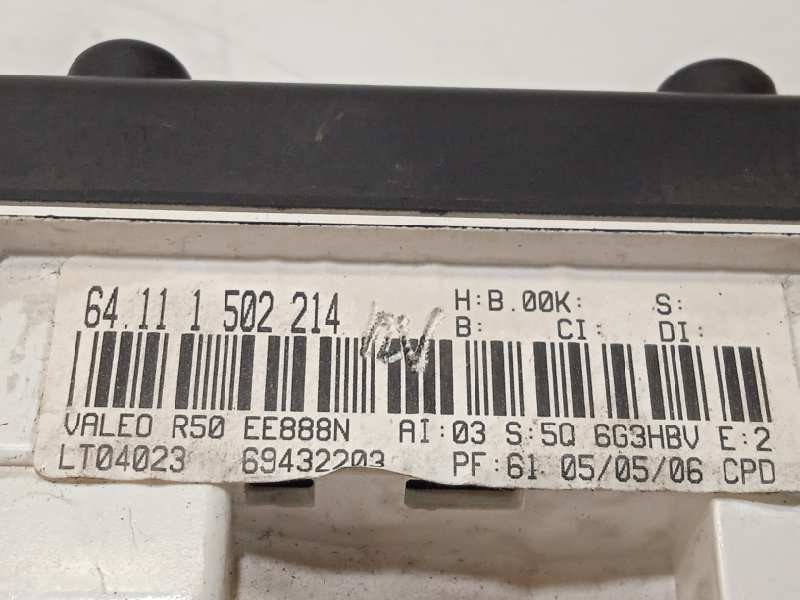 64.11 1 502 214
H:B.00K: S:
B: CI: DI:
VALEO R50 EE888N AI:03 S:5Q 6G3HBV E:2
LT04023 69432203 PF:61 05/05/06 CPD